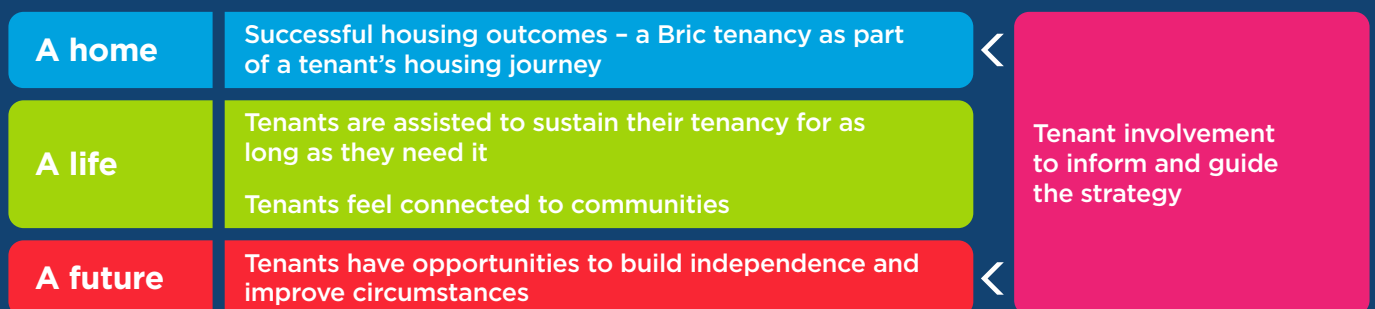 A home
Successful housing outcomes – a Bric tenancy as part
of a tenant's housing journey
A life
Tenants are assisted to sustain their tenancy for as
long as they need it
Tenants feel connected to communities
A future
Tenants have opportunities to build independence and
improve circumstances
Tenant involvement
to inform and guide
the strategy